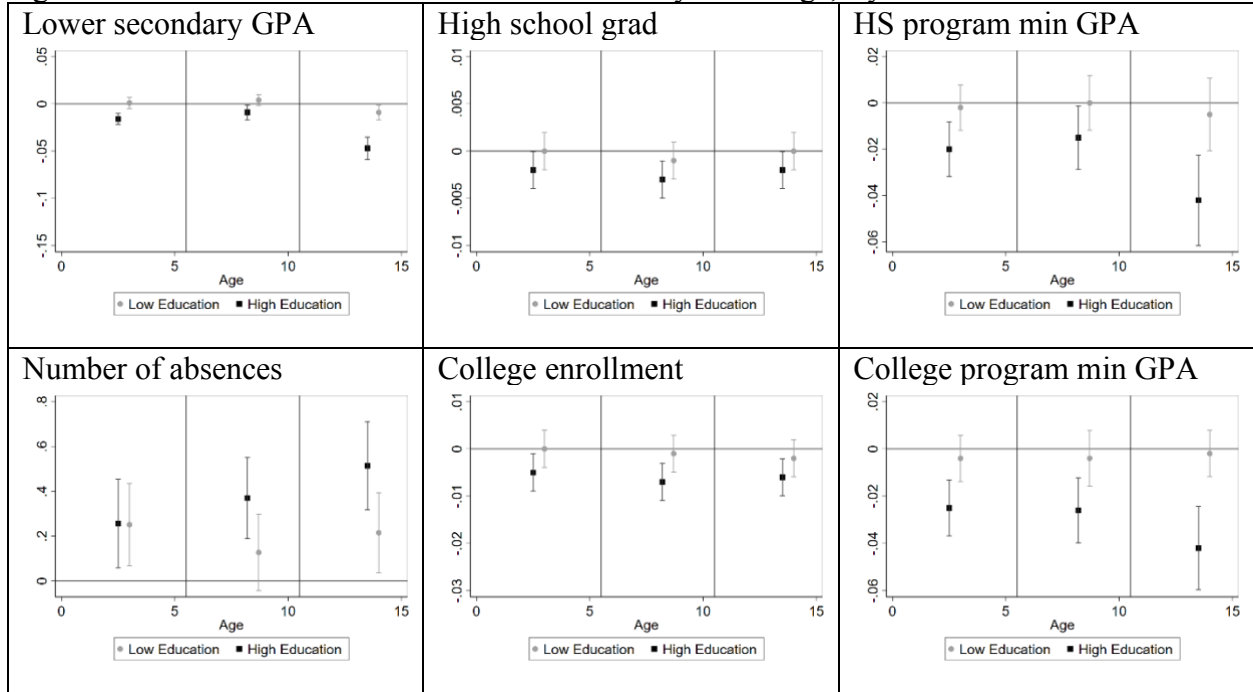 Lower secondary GPA
.05
0
-.05
-.1
-.15
0 5 10 15
Age
Low Education High Education
High school grad
.01
.005
0
-.005
-.01
0 5 10 15
Age
Low Education High Education
HS program min GPA
.02
0
-.02
-.04
-.06
0 5 10 15
Age
Low Education High Education
Number of absences
.8
.6
.4
.2
0
0 5 10 15
Age
Low Education High Education
College enrollment
.01
0
-.01
-.02
-.03
0 5 10 15
Age
Low Education High Education
College program min GPA
.02
0
-.02
-.04
-.06
0 5 10 15
Age
Low Education High Education